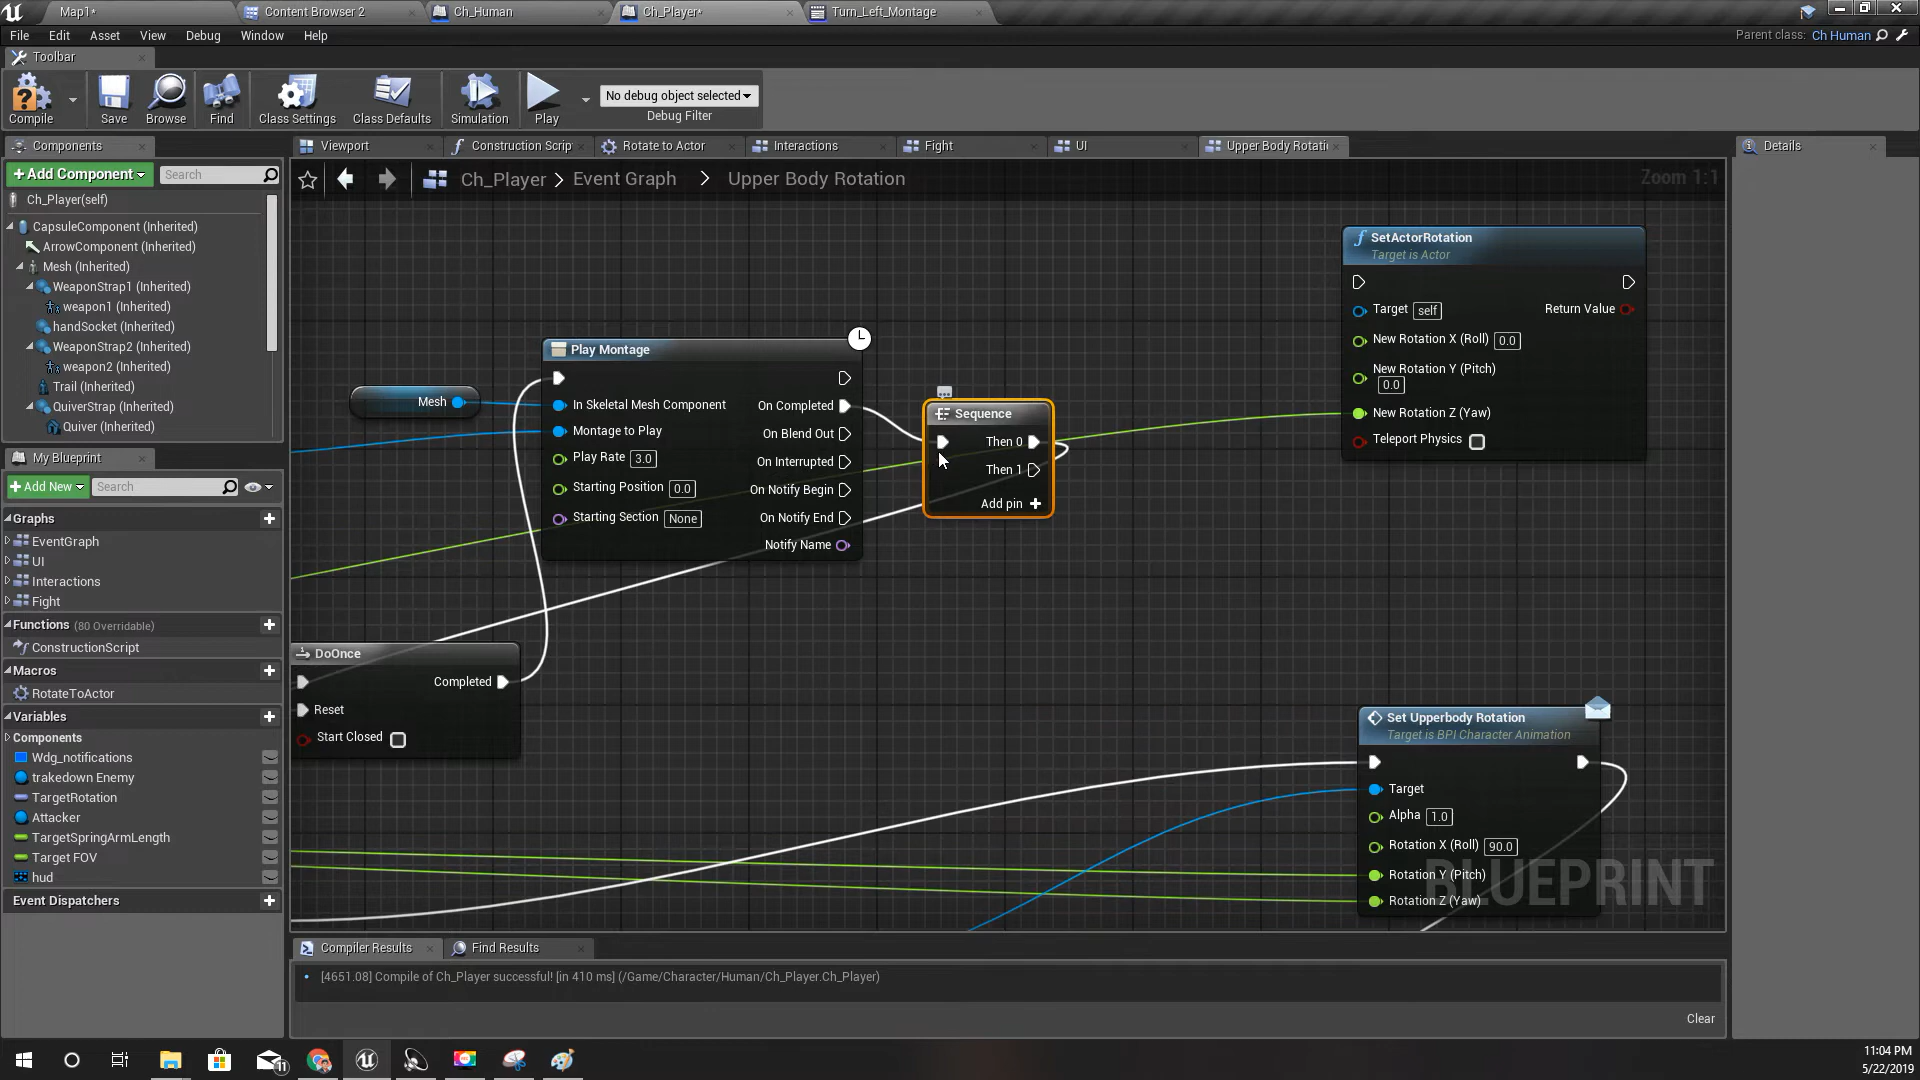 Map1*
Content Browser 2
Ch_Human
Ch_Player*
Turn_Left_Montage
File Edit Asset View Debug Window Help
Parent class: Ch Human
Toolbar
Compile
Save
Browse
Find
Class Settings
Class Defaults
Simulation
Play
No debug object selected
Debug Filter
Components
+Add Component
Search
Ch_Player(self)
CapsuleComponent (Inherited)
ArrowComponent (Inherited)
Mesh (Inherited)
WeaponStrap1 (Inherited)
weapon1 (Inherited)
handSocket (Inherited)
WeaponStrap2 (Inherited)
weapon2 (Inherited)
Trail (Inherited)
QuiverStrap (Inherited)
Quiver (Inherited)
My Blueprint
+Add New
Search
Graphs
EventGraph
UI
Interactions
Fight
Functions (80 Overridable)
ConstructionScript
Macros
RotateToActor
Variables
Components
Wdg_notifications
trakedown Enemy
TargetRotation
Attacker
TargetSpringArmLength
Target FOV
hud
Event Dispatchers
Viewport
Construction Scrip
Rotate to Actor
Interactions
Fight
UI
Upper Body Rotati
Details
Ch_Player > Event Graph > Upper Body Rotation
Zoom 1:1
Mesh
Play Montage
In Skeletal Mesh Component
Montage to Play
Play Rate 3.0
Starting Position 0.0
Starting Section None
On Completed
On Blend Out
On Interrupted
On Notify Begin
On Notify End
Notify Name
Sequence
Then 0
Then 1
Add pin +
SetActorRotation
Target is Actor
Target self
Return Value
New Rotation X (Roll) 0.0
New Rotation Y (Pitch)
0.0
New Rotation Z (Yaw)
Teleport Physics
DoOnce
Completed
Reset
Start Closed
Set Upperbody Rotation
Target is BPI Character Animation
Target
Alpha 1.0
Rotation X (Roll) 90.0
Rotation Y (Pitch)
Rotation Z (Yaw)
BLUEPRINT
Compiler Results
Find Results
[4651.08] Compile of Ch_Player successful! [in 410 ms] (/Game/Character/Human/Ch_Player.Ch_Player)
Clear
11
11:04 PM
5/22/2019